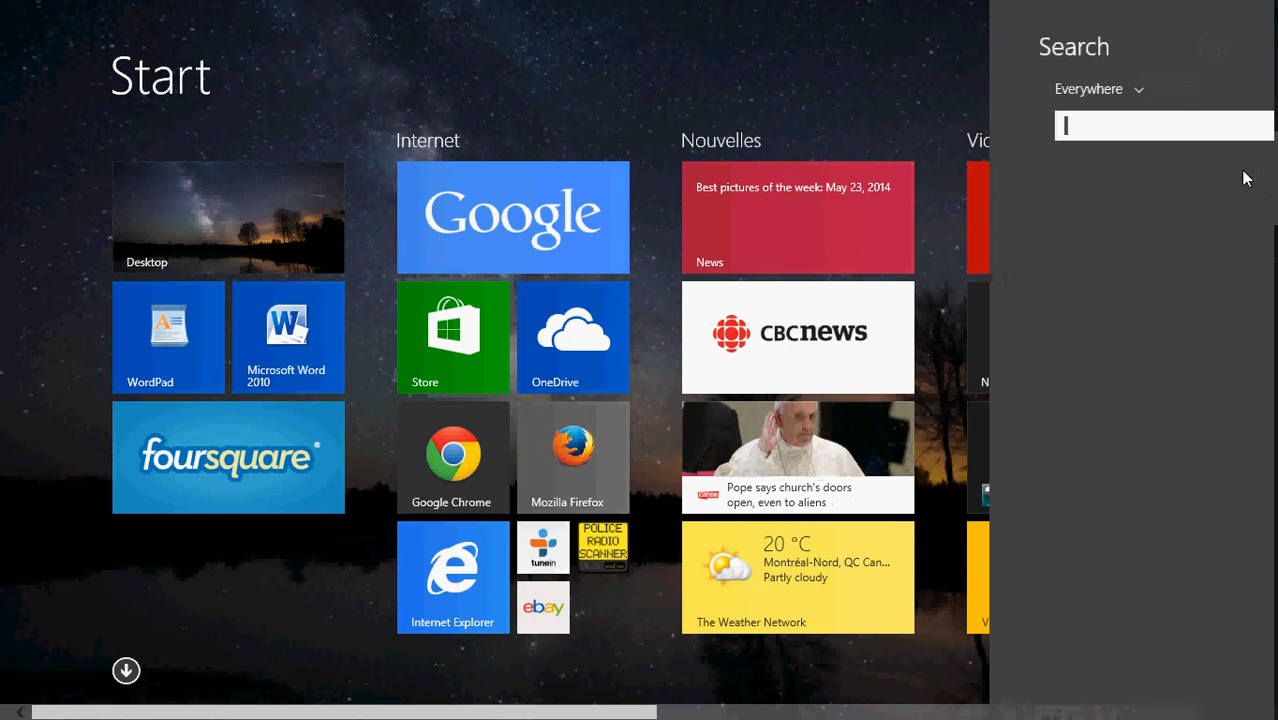 Start
Search
Everywhere
Internet
Nouvelles
Vic
Desktop
Google
Best pictures of the week: May 23, 2014
News
WordPad
Microsoft Word
2010
Store
OneDrive
CBCnews
N
foursquare
Google Chrome
Mozilla Firefox
canoe
Pope says church's doors
open, even to aliens
Internet Explorer
tunein
POLICE
RADIO
SCANNER
ebay
20 °C
Montréal-Nord, QC Can...
Partly cloudy
The Weather Network
V